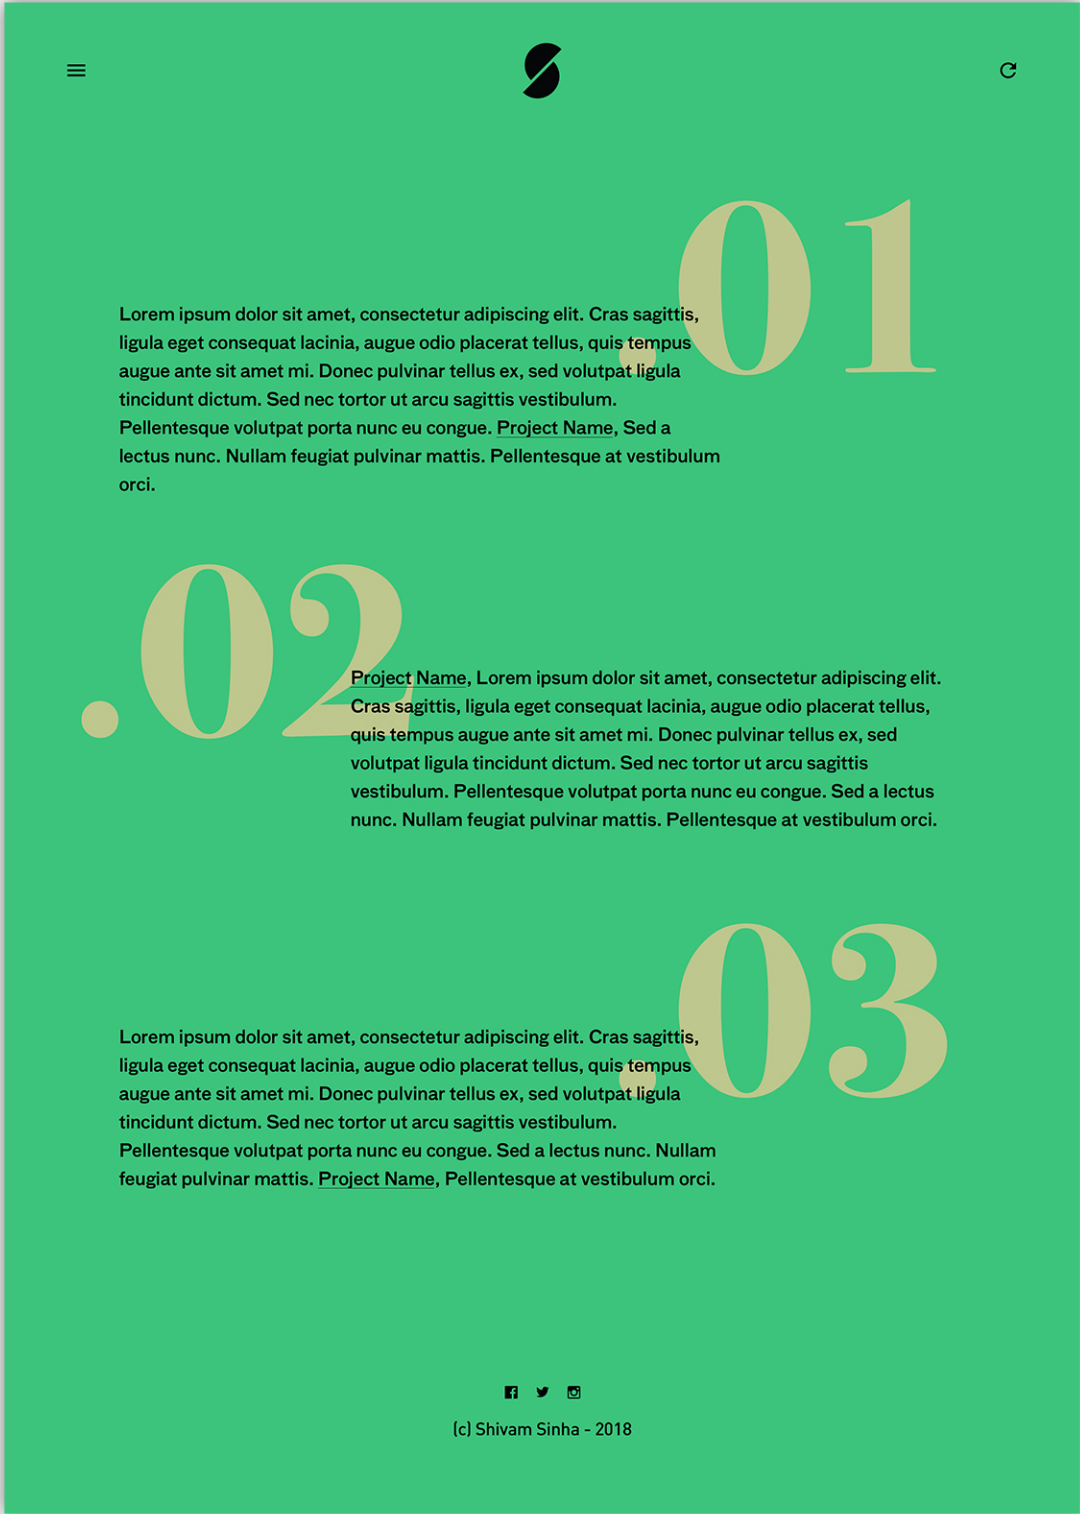 .01
Lorem ipsum dolor sit amet, consectetur adipiscing elit. Cras sagittis,
ligula eget consequat lacinia, augue odio placerat tellus, quis tempus
augue ante sit amet mi. Donec pulvinar tellus ex, sed volutpat ligula
tincidunt dictum. Sed nec tortor ut arcu sagittis vestibulum.
Pellentesque volutpat porta nunc eu congue. Project Name, Sed a
lectus nunc. Nullam feugiat pulvinar mattis. Pellentesque at vestibulum
orci.
.02
Project Name, Lorem ipsum dolor sit amet, consectetur adipiscing elit.
Cras sagittis, ligula eget consequat lacinia, augue odio placerat tellus,
quis tempus augue ante sit amet mi. Donec pulvinar tellus ex, sed
volutpat ligula tincidunt dictum. Sed nec tortor ut arcu sagittis
vestibulum. Pellentesque volutpat porta nunc eu congue. Sed a lectus
nunc. Nullam feugiat pulvinar mattis. Pellentesque at vestibulum orci.
.03
Lorem ipsum dolor sit amet, consectetur adipiscing elit. Cras sagittis,
ligula eget consequat lacinia, augue odio placerat tellus, quis tempus
augue ante sit amet mi. Donec pulvinar tellus ex, sed volutpat ligula
tincidunt dictum. Sed nec tortor ut arcu sagittis vestibulum.
Pellentesque volutpat porta nunc eu congue. Sed a lectus nunc. Nullam
feugiat pulvinar mattis. Project Name, Pellentesque at vestibulum orci.
(c) Shivam Sinha - 2018